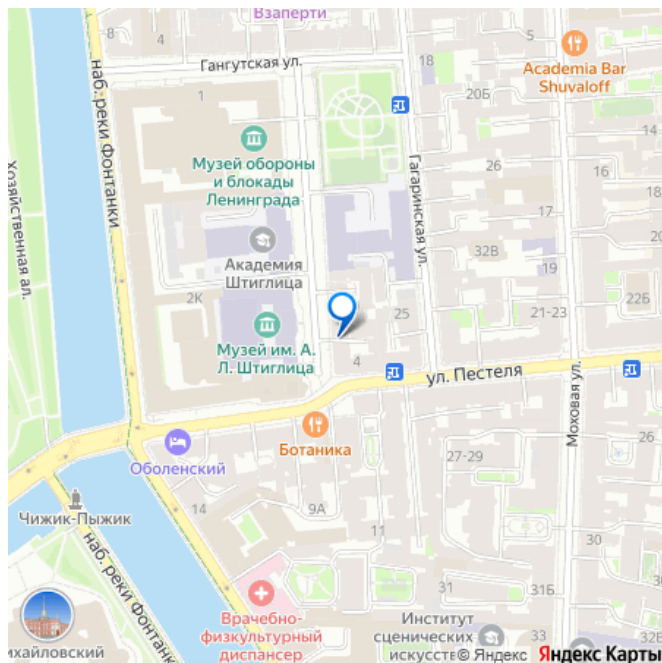 Взаперти
8
4
5
Гангутская ул.
18
Academia Bar
Shuvaloff
наб. реки Фонтанки
1
20Б
Музей обороны
и блокады
Ленинграда
Гагаринская ул.
26
16
18
Хозяйственная ал.
17
32В
Академия
Штиглица
19
2К
22Б
21-23
25
Музей им. А.
Л. Штиглица
4
ул. Пестеля
Моховая ул.
Ботаника
Оболенский
27-29
Чижик-Пыжик
14
9А
11
наб. реки Фонтанки
31
31Б
Врачебно-
физкультурный
диспансер
Институт
сценических
искусств
33
22В
ихайловский
© Яндекс
Яндекс Карты